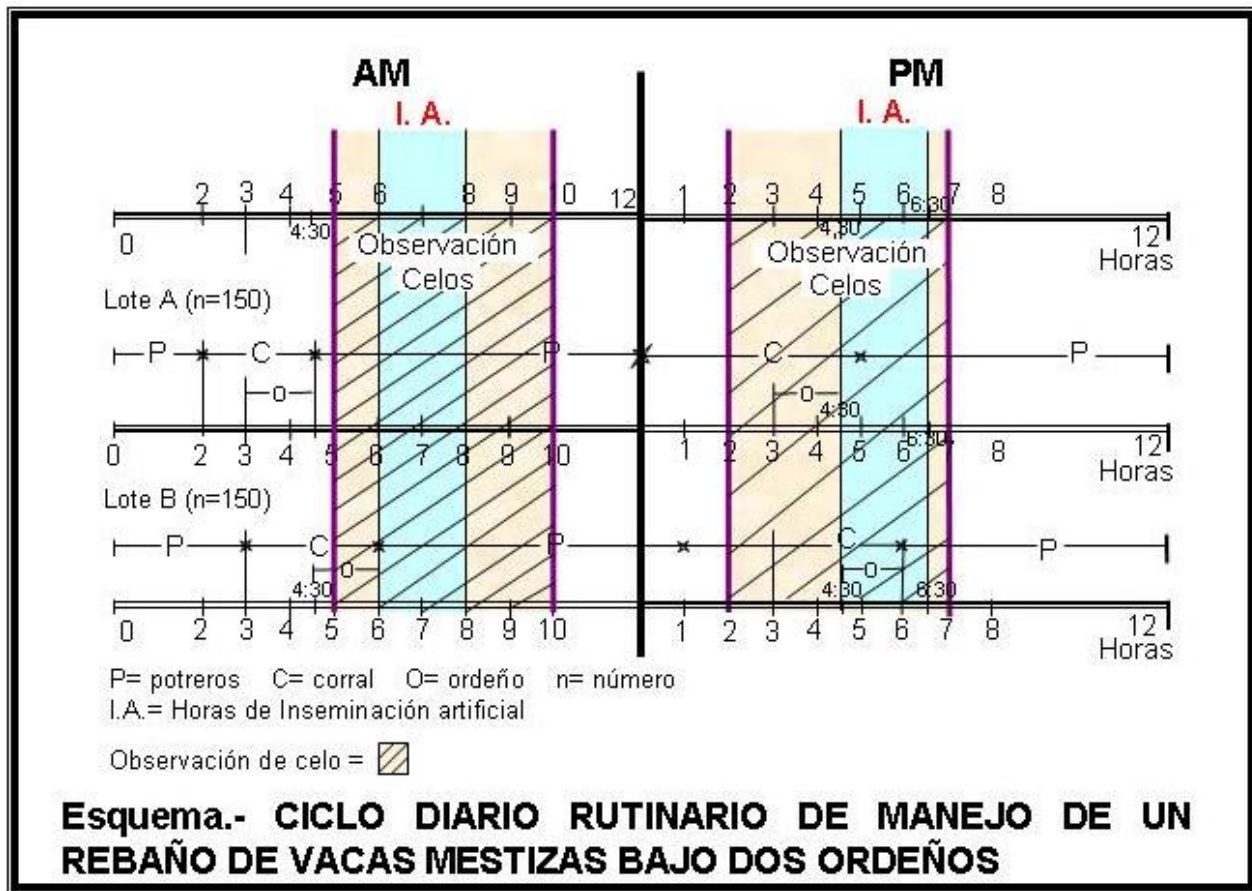 AM PM
I. A. I. A.
2 3 4 5 6 8 9 10 12 1 2 3 4 5 6 6:30 7 8
0 4:30 4:30 12
Observación Observación
Celos Celos
Horas
Lote A (n=150)
P C P C P
O O
4:30
0 2 3 4 5 6 7 8 9 10 1 2 3 4 5 6 6:30 7 8 12
Horas
Lote B (n=150)
P C P C P
O O
4:30 4:30 6:30
0 2 3 4 5 6 7 8 9 10 1 2 3 4 5 6 7 8 12
Horas
P= potreros C= corral O= ordeño n= número
I.A.= Horas de Inseminación artificial
Observación de celo =
Esquema.- CICLO DIARIO RUTINARIO DE MANEJO DE UN
REBAÑO DE VACAS MESTIZAS BAJO DOS ORDEÑOS